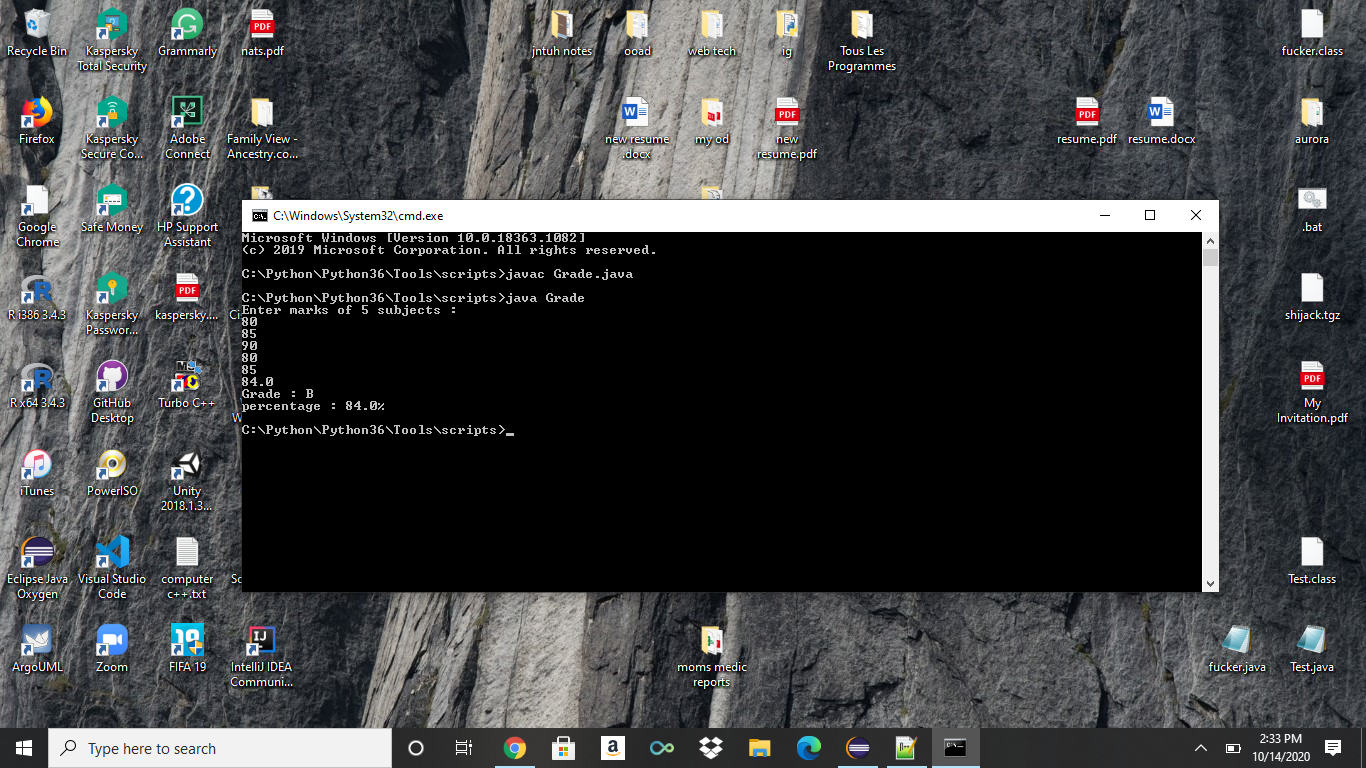 Recycle Bin
Kaspersky
Total Security
Grammarly
nats.pdf
jntuh notes
ooad
web tech
ig
Tous Les
Programmes
fucker.class
Firefox
Kaspersky
Secure Co...
Adobe
Connect
Family View -
Ancestry.co...
new resume
.docx
my od
new
resume.pdf
resume.pdf
resume.docx
aurora
Google
Chrome
Safe Money
HP Support
Assistant
.bat
R i386 3.4.3
Kaspersky
Passwor...
kaspersky....
shijack.tgz
R x64 3.4.3
GitHub
Desktop
Turbo C++
My
Invitation.pdf
iTunes
PowerISO
Unity
2018.1.3...
Eclipse Java
Oxygen
Visual Studio
Code
computer
c++.txt
Test.class
ArgoUML
Zoom
FIFA 19
IntelliJ IDEA
Communi...
moms medic
reports
fucker.java
Test.java
C:\Windows\System32\cmd.exe
Microsoft Windows [Version 10.0.18363.1082]
(c) 2019 Microsoft Corporation. All rights reserved.
C:\Python\Python36\Tools\scripts>javac Grade.java
C:\Python\Python36\Tools\scripts>java Grade
Enter marks of 5 subjects :
80
85
90
80
85
84.0
Grade : B
percentage : 84.0%
C:\Python\Python36\Tools\scripts>
Type here to search
2:33 PM
10/14/2020